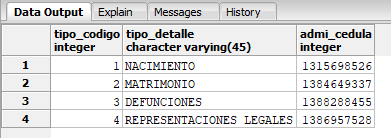 Data Output Explain Messages History
tipo_codigo tipo_detalle admi_cedula
integer character varying(45) integer
1 1 NACIMIENTO 1315698526
2 2 MATRIMONIO 1384649337
3 3 DEFUNCIONES 1388288455
4 4 REPRESENTACIONES LEGALES 1386957528